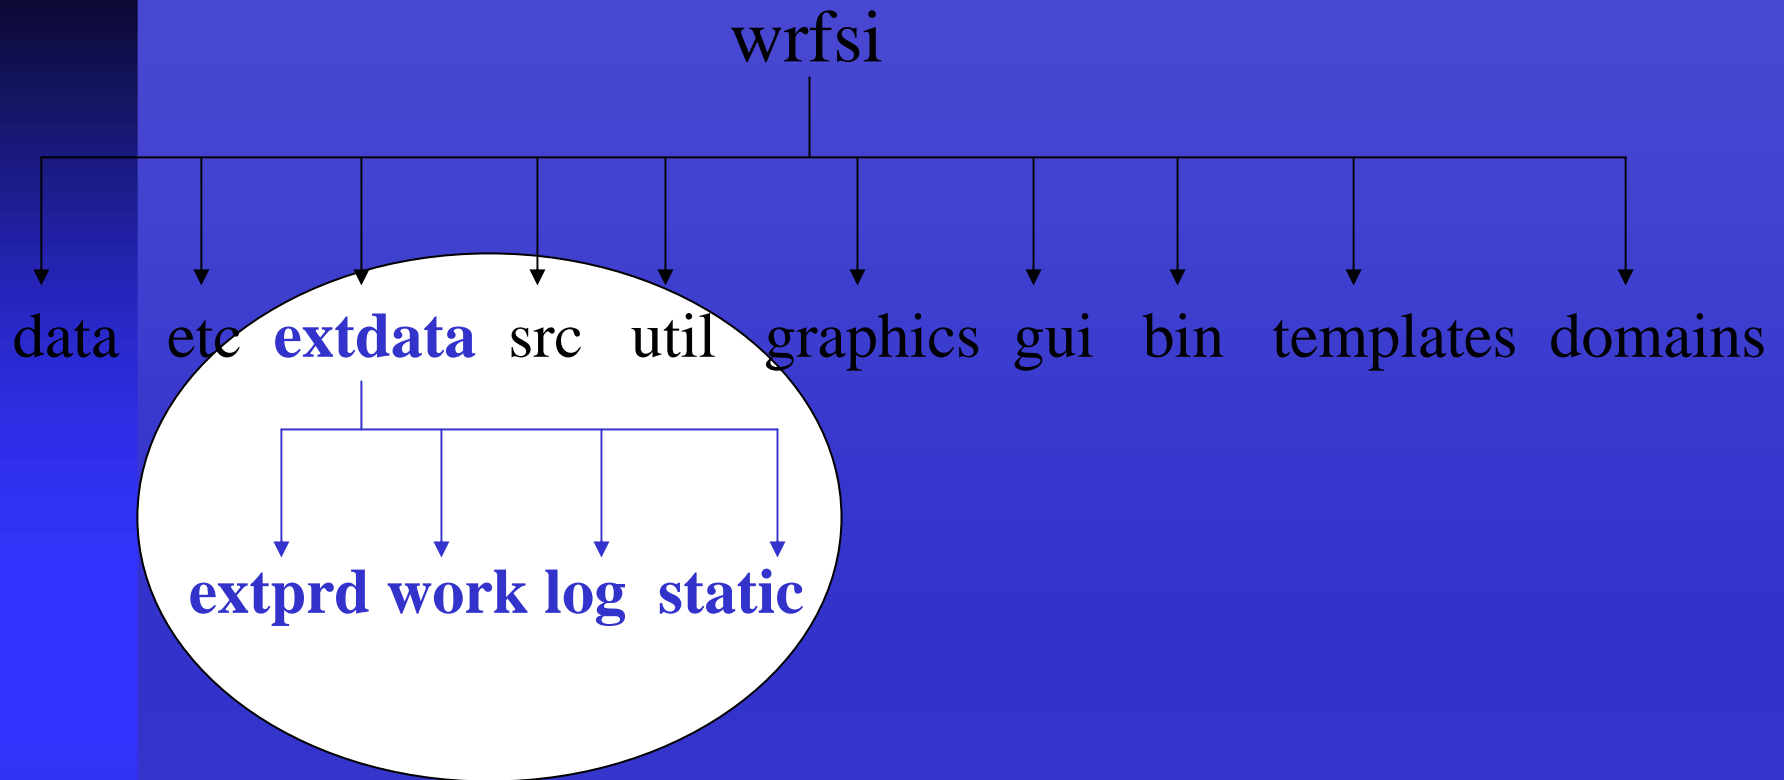 wrfsi
data etc extdata src util graphics gui bin templates domains
extprd work log static